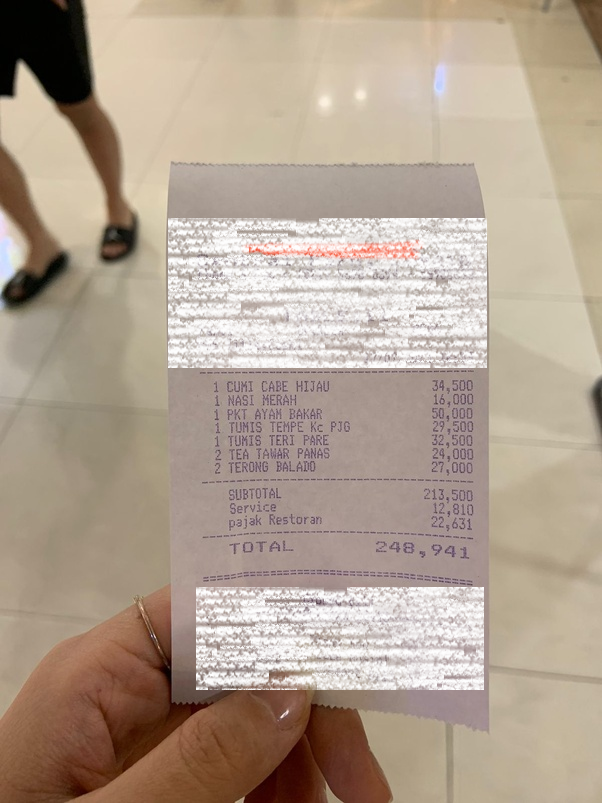 1 CUMI CABE HIJAU 34,500
1 NASI MERAH 16,000
1 PKT AYAM BAKAR 50,000
1 TUMIS TEMPE Kc PJG 29,500
1 TUMIS TERI PARE 32,500
2 TEA TAWAR PANAS 24,000
2 TERONG BALADO 27,000
SUBTOTAL 213,500
Service 12,810
pajak Restoran 22,631
TOTAL 248,941